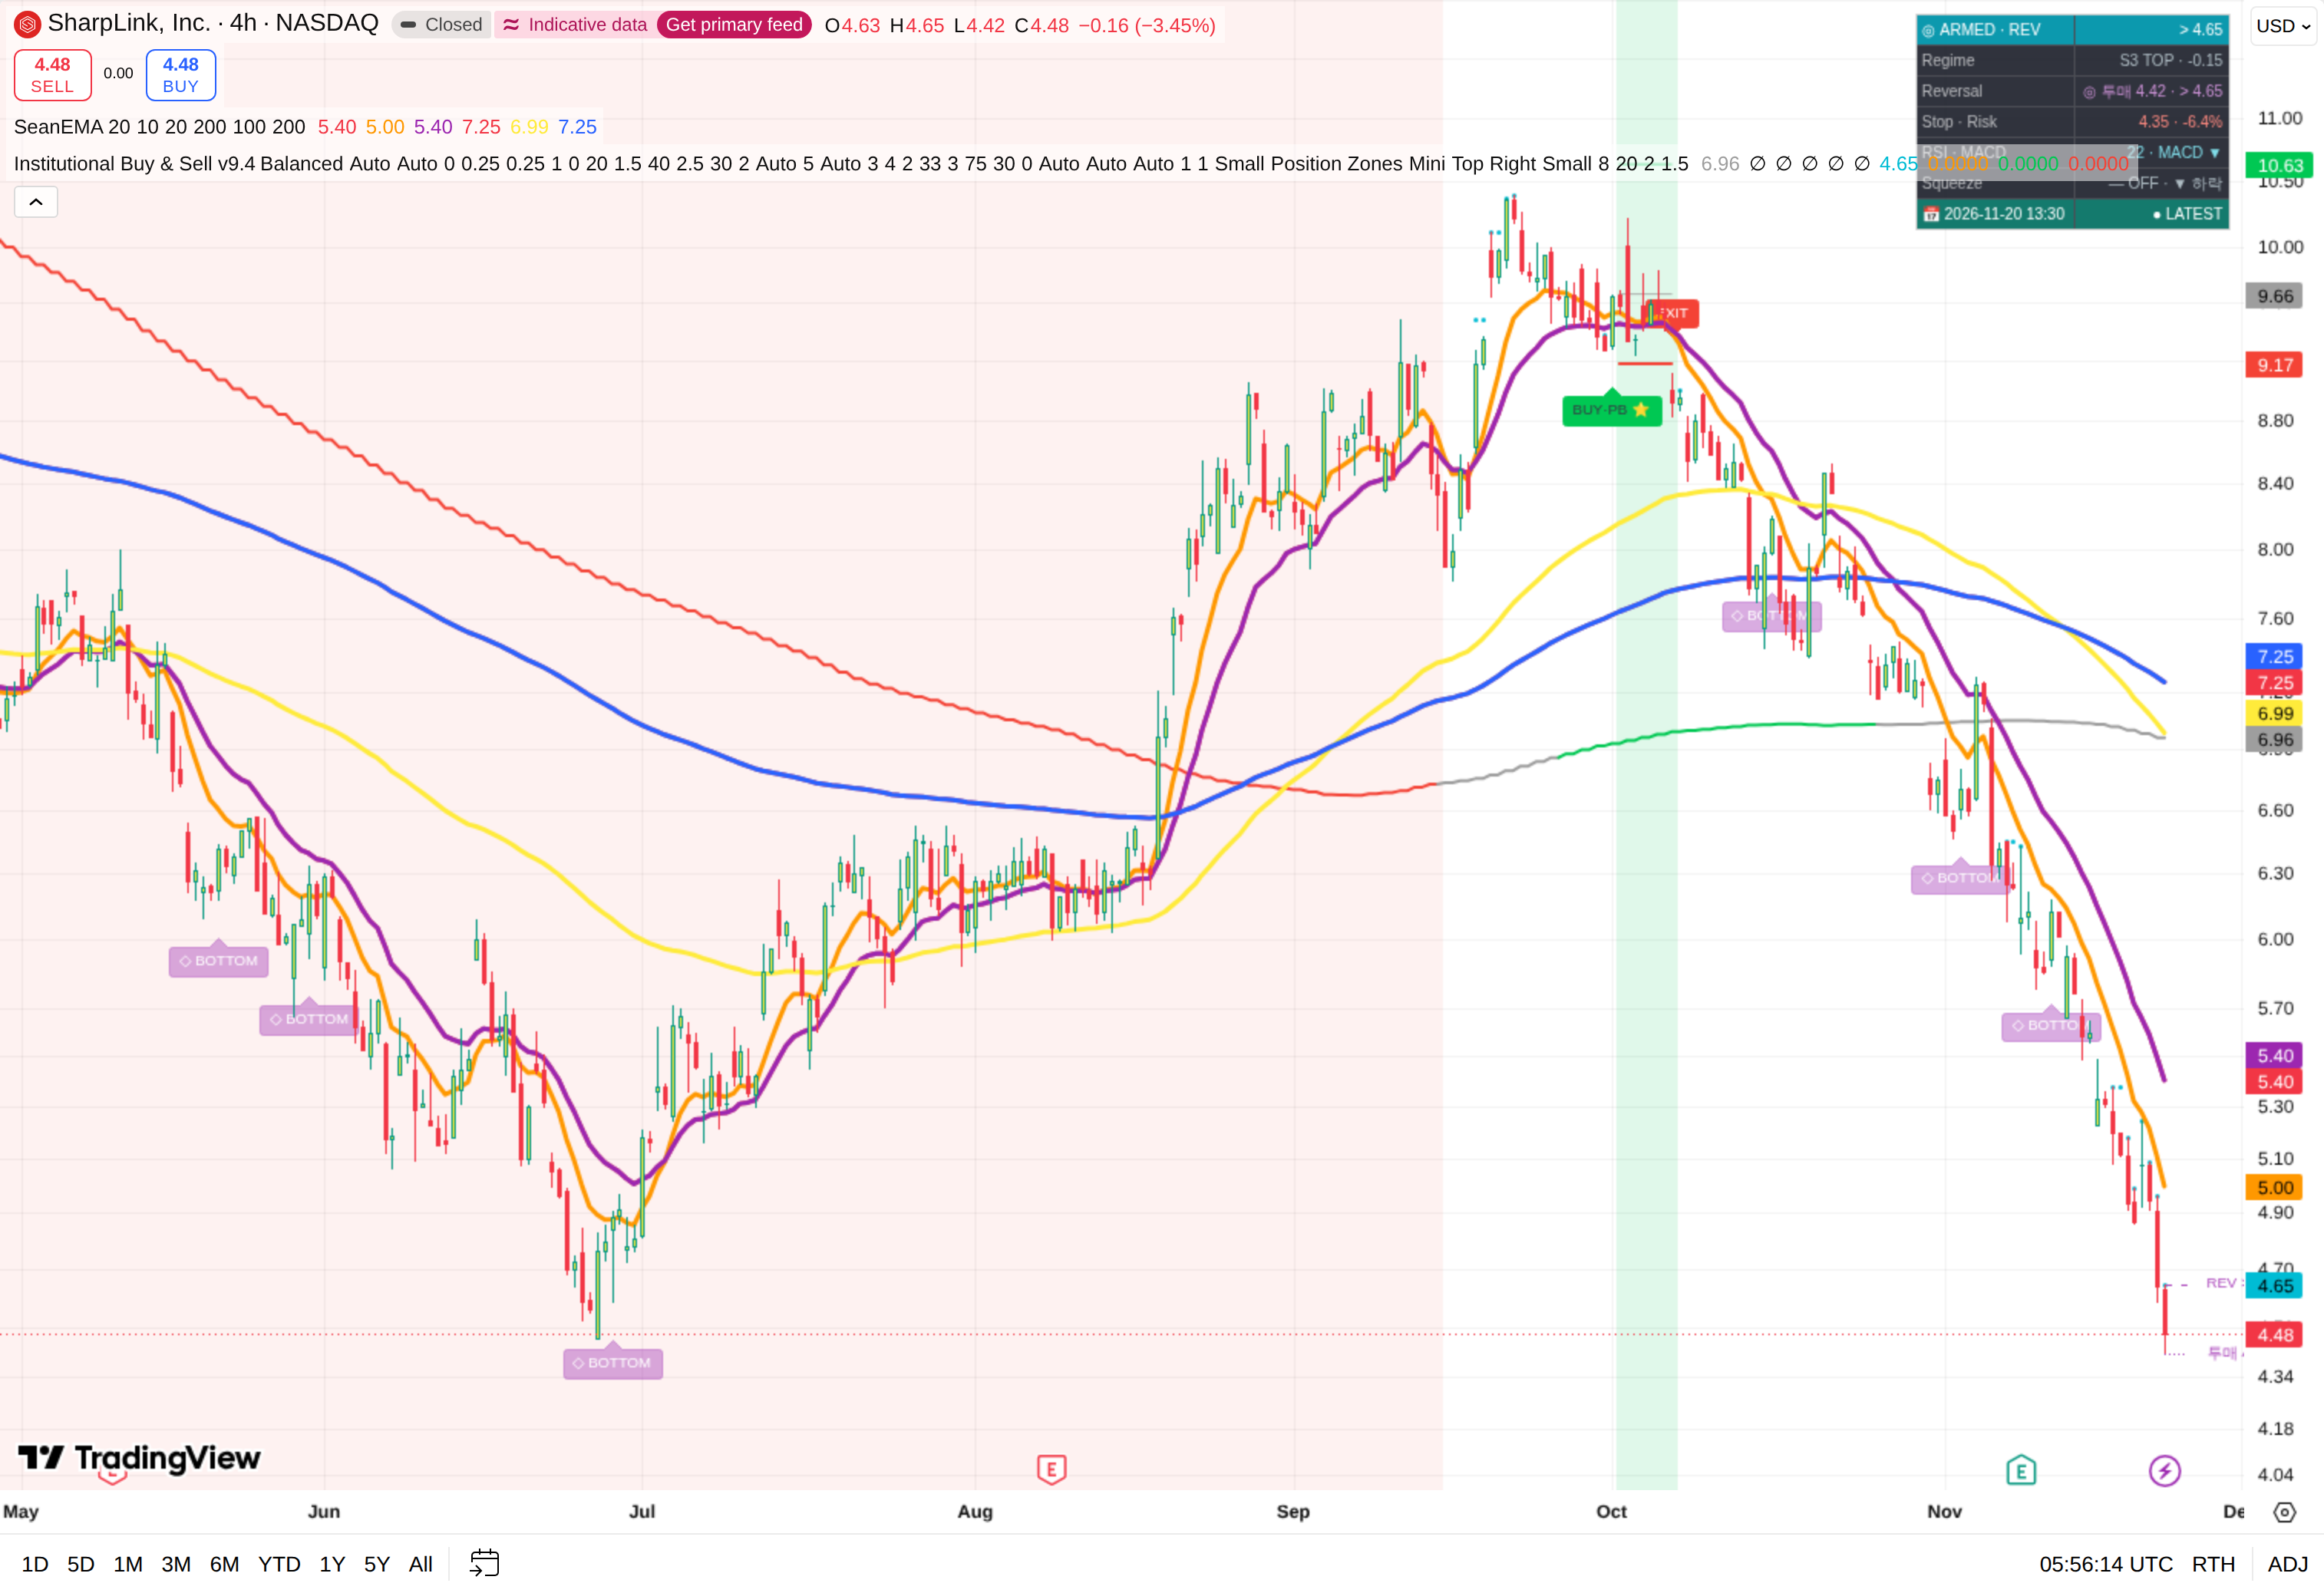 SharpLink, Inc. · 4h · NASDAQ Closed Indicative data Get primary feed O4.63 H4.65 L4.42 C4.48 −0.16 (−3.45%)
USD
4.48 SELL 0.00 4.48 BUY
SeanEMA 20 10 20 200 100 200 5.40 5.00 5.40 7.25 6.99 7.25
Institutional Buy & Sell v9.4 Balanced Auto Auto 0 0.25 0.25 1 0 20 1.5 40 2.5 30 2 Auto 5 Auto 3 4 2 33 3 75 30 0 Auto Auto Auto 1 1 Small Position Zones Mini Top Right Small 8 20 2 1.5 6.96 ∅ ∅ ∅ ∅ ∅ 4.65 0.0000 0.0000 0.0000
◎ ARMED · REV > 4.65
Regime S3 TOP · -0.15
Reversal ◎ 투매 4.42 · > 4.65
Stop · Risk 4.35 · -6.4%
RSI · MACD 22 · MACD ▼
Squeeze — OFF · ▼ 하락
📅 2026-11-20 13:30 ● LATEST
11.00
10.63
10.50
10.00
9.66
9.17
8.80
8.40
8.00
7.60
7.25
7.25
6.99
6.96
6.60
6.30
6.00
5.70
5.40
5.40
5.30
5.10
5.00
4.90
4.70
4.65
4.48
4.34
4.18
4.04
EXIT
BUY-PB ⭐
◇ BOTTOM
◇ BOTTOM
◇ BOTTOM
◇ BOTTOM
◇ BOTTOM
◇ BOTTOM
REV
투매
TradingView
E
E
May Jun Jul Aug Sep Oct Nov De
1D 5D 1M 3M 6M YTD 1Y 5Y All
05:56:14 UTC RTH ADJ